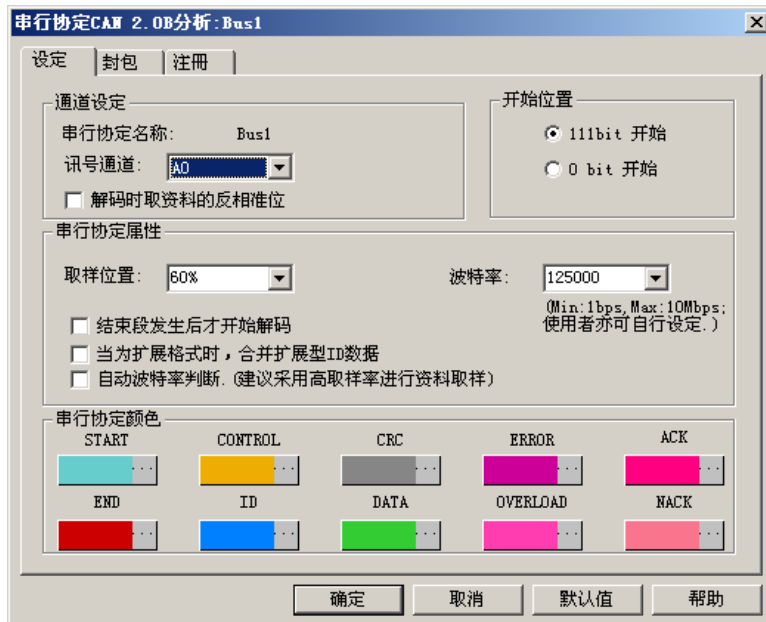 串行协定CAN 2.0B分析:Bus1
设定 封包 注冊
通道设定
串行协定名称: Bus1
讯号通道: A0
解码时取资料的反相准位
开始位置
111bit 开始
0 bit 开始
串行协定属性
取样位置: 60%
波特率: 125000
(Min:1bps,Max:10Mbps;
使用者亦可自行设定.)
结束段发生后才开始解码
当为扩展格式时，合并扩展型ID数据
自动波特率判断.(建议采用高取样率进行资料取样)
串行协定颜色
START CONTROL CRC ERROR ACK
... ... ... ... ...
END ID DATA OVERLOAD NACK
... ... ... ... ...
确定 取消 默认值 帮助